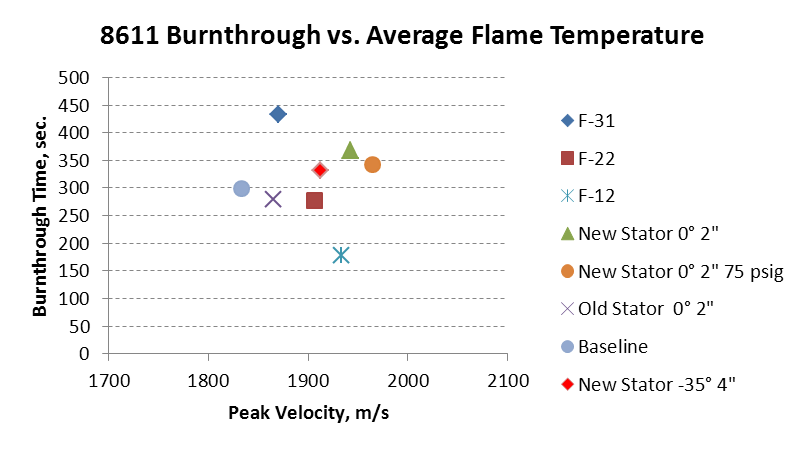 8611 Burnthrough vs. Average Flame Temperature
500
450
400
350
300
250
200
150
100
50
0
Burnthrough Time, sec.
1700 1800 1900 2000 2100
Peak Velocity, m/s
F-31
F-22
F-12
New Stator 0° 2"
New Stator 0° 2" 75 psig
Old Stator  0° 2"
Baseline
New Stator -35° 4"